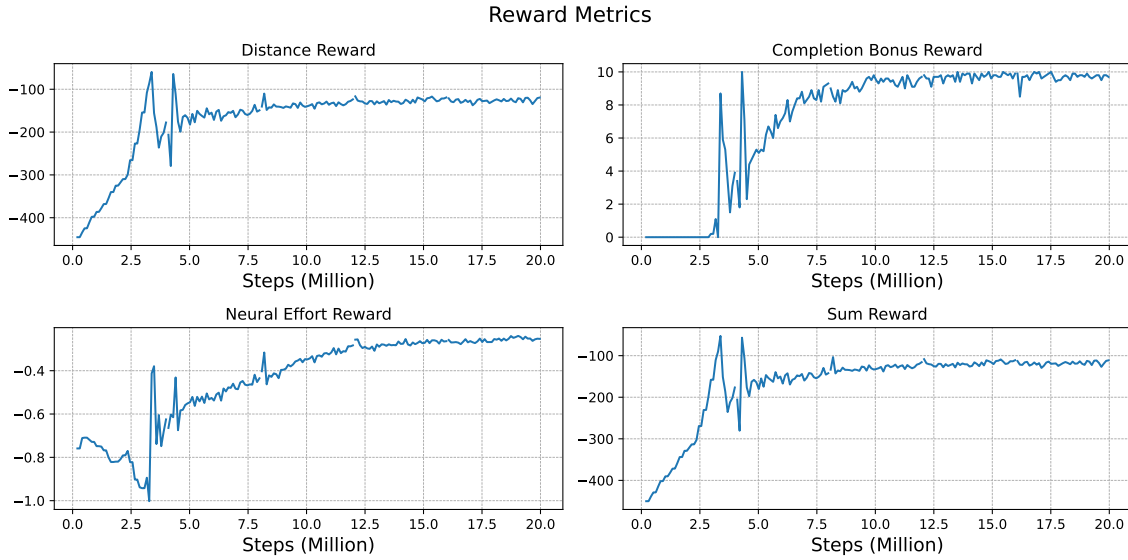 Reward Metrics
Distance Reward
−100
−200
−300
−400
0.0 2.5 5.0 7.5 10.0 12.5 15.0 17.5 20.0
Steps (Million)
Completion Bonus Reward
10
8
6
4
2
0
0.0 2.5 5.0 7.5 10.0 12.5 15.0 17.5 20.0
Steps (Million)
Neural Effort Reward
−0.4
−0.6
−0.8
−1.0
0.0 2.5 5.0 7.5 10.0 12.5 15.0 17.5 20.0
Steps (Million)
Sum Reward
−100
−200
−300
−400
0.0 2.5 5.0 7.5 10.0 12.5 15.0 17.5 20.0
Steps (Million)